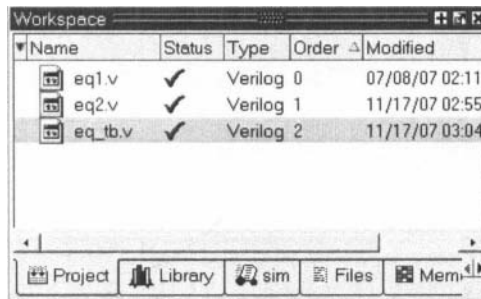 Workspace
Name Status Type Order Modified
eq1.v Verilog 0 07/08/07 02:11
eq2.v Verilog 1 11/17/07 02:55
eq_tb.v Verilog 2 11/17/07 03:04
Project Library sim Files Mem